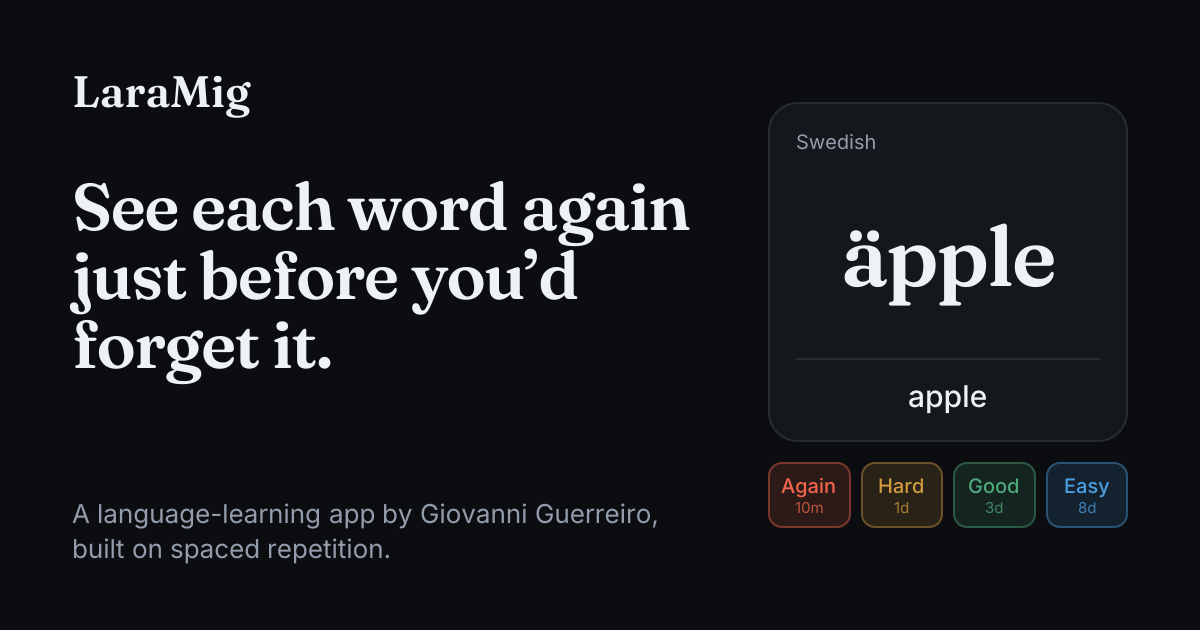 LaraMig
See each word again
just before you’d
forget it.
A language-learning app by Giovanni Guerreiro,
built on spaced repetition.
Swedish
äpple
apple
Again
10m
Hard
1d
Good
3d
Easy
8d